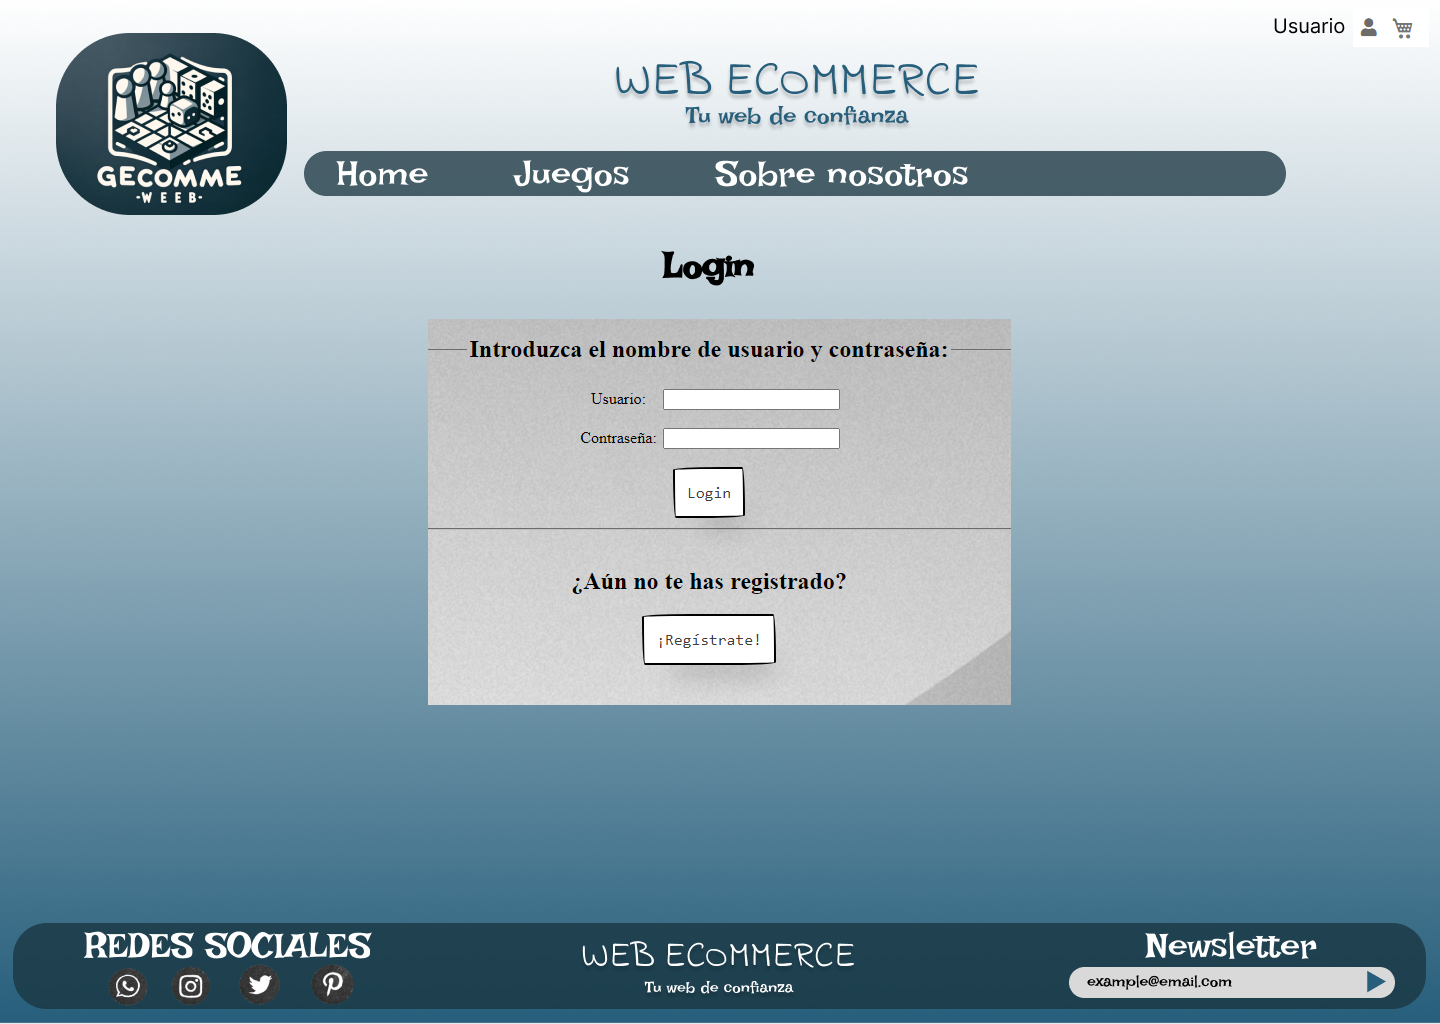 Usuario
GECOMME
-WEEB-
WEB ECOMMERCE
Tu web de confianza
Home Juegos Sobre nosotros
Login
Introduzca el nombre de usuario y contraseña:
Usuario:
Contraseña:
Login
¿Aún no te has registrado?
¡Regístrate!
REDES SOCIALES
WEB ECOMMERCE
Tu web de confianza
Newsletter
example@email.com